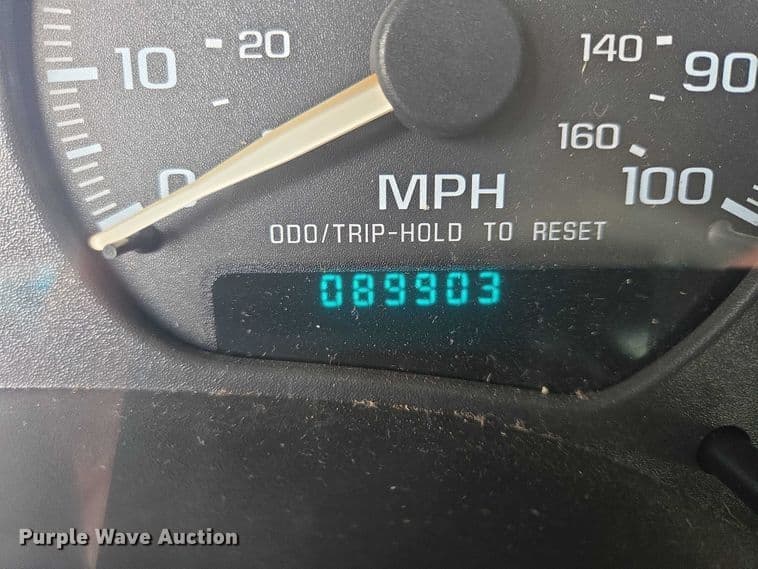 20
140
10
90
160
0
100
MPH
ODO/TRIP-HOLD TO RESET
089903
Purple Wave Auction